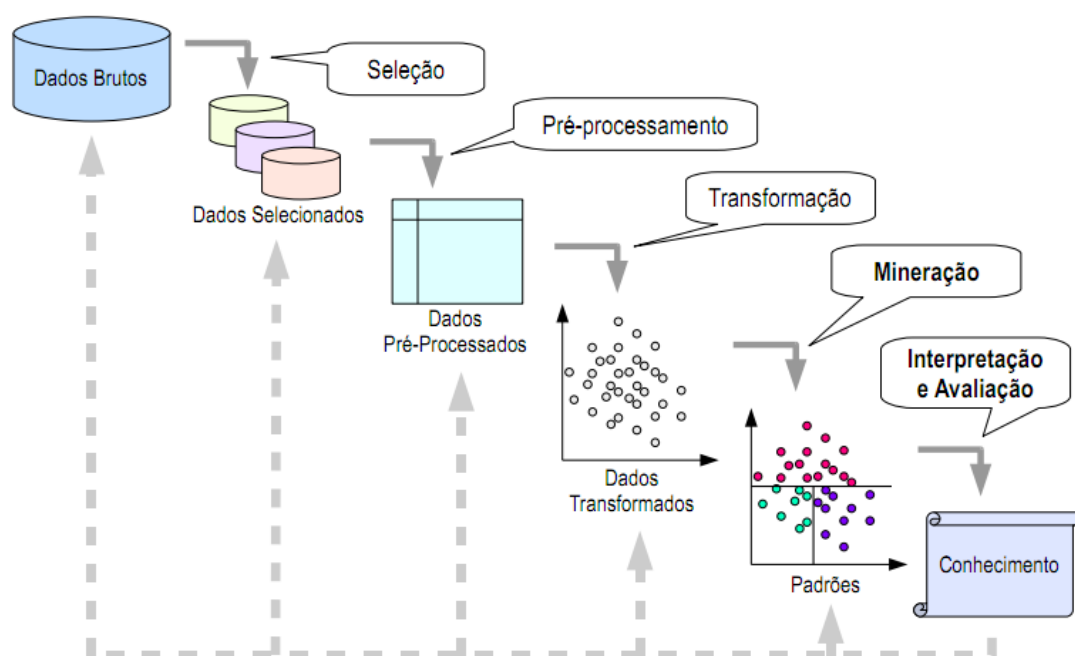 Dados Brutos
Seleção
Dados Selecionados
Pré-processamento
Dados
Pré-Processados
Transformação
Dados
Transformados
Mineração
Padrões
Interpretação
e Avaliação
Conhecimento